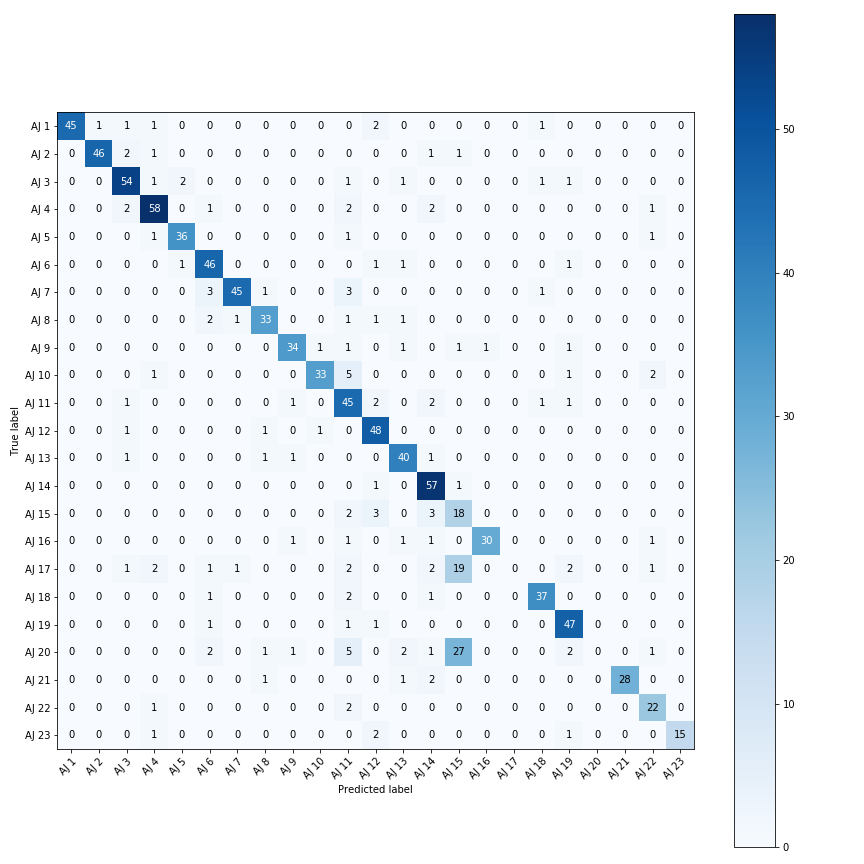 AJ 1 45 1 1 1 0 0 0 0 0 0 0 2 0 0 0 0 0 1 0 0 0 0 0
AJ 2 0 46 2 1 0 0 0 0 0 0 0 0 0 1 1 0 0 0 0 0 0 0 0
AJ 3 0 0 54 1 2 0 0 0 0 0 1 0 1 0 0 0 0 1 1 0 0 0 0
AJ 4 0 0 2 58 0 1 0 0 0 0 2 0 0 2 0 0 0 0 0 0 0 1 0
AJ 5 0 0 0 1 36 0 0 0 0 0 1 0 0 0 0 0 0 0 0 0 0 1 0
AJ 6 0 0 0 0 1 46 0 0 0 0 0 1 1 0 0 0 0 0 1 0 0 0 0
AJ 7 0 0 0 0 0 3 45 1 0 0 3 0 0 0 0 0 0 1 0 0 0 0 0
AJ 8 0 0 0 0 0 2 1 33 0 0 1 1 1 0 0 0 0 0 0 0 0 0 0
AJ 9 0 0 0 0 0 0 0 0 34 1 1 0 1 0 1 1 0 0 1 0 0 0 0
AJ 10 0 0 0 1 0 0 0 0 0 33 5 0 0 0 0 0 0 0 1 0 0 2 0
AJ 11 0 0 1 0 0 0 0 0 1 0 45 2 0 2 0 0 0 1 1 0 0 0 0
AJ 12 0 0 1 0 0 0 0 1 0 1 0 48 0 0 0 0 0 0 0 0 0 0 0
AJ 13 0 0 1 0 0 0 0 1 1 0 0 0 40 1 0 0 0 0 0 0 0 0 0
AJ 14 0 0 0 0 0 0 0 0 0 0 0 1 0 57 1 0 0 0 0 0 0 0 0
AJ 15 0 0 0 0 0 0 0 0 0 0 2 3 0 3 18 0 0 0 0 0 0 0 0
AJ 16 0 0 0 0 0 0 0 0 1 0 1 0 1 1 0 30 0 0 0 0 0 1 0
AJ 17 0 0 1 2 0 1 1 0 0 0 2 0 0 2 19 0 0 0 2 0 0 1 0
AJ 18 0 0 0 0 0 1 0 0 0 0 2 0 0 1 0 0 0 37 0 0 0 0 0
AJ 19 0 0 0 0 0 1 0 0 0 0 1 1 0 0 0 0 0 0 47 0 0 0 0
AJ 20 0 0 0 0 0 2 0 1 1 0 5 0 2 1 27 0 0 0 2 0 0 1 0
AJ 21 0 0 0 0 0 0 0 1 0 0 0 0 1 2 0 0 0 0 0 0 28 0 0
AJ 22 0 0 0 1 0 0 0 0 0 0 2 0 0 0 0 0 0 0 0 0 0 22 0
AJ 23 0 0 0 1 0 0 0 0 0 0 0 2 0 0 0 0 0 0 1 0 0 0 15
True label
AJ 1 AJ 2 AJ 3 AJ 4 AJ 5 AJ 6 AJ 7 AJ 8 AJ 9 AJ 10 AJ 11 AJ 12 AJ 13 AJ 14 AJ 15 AJ 16 AJ 17 AJ 18 AJ 19 AJ 20 AJ 21 AJ 22 AJ 23
Predicted label
50
40
30
20
10
0